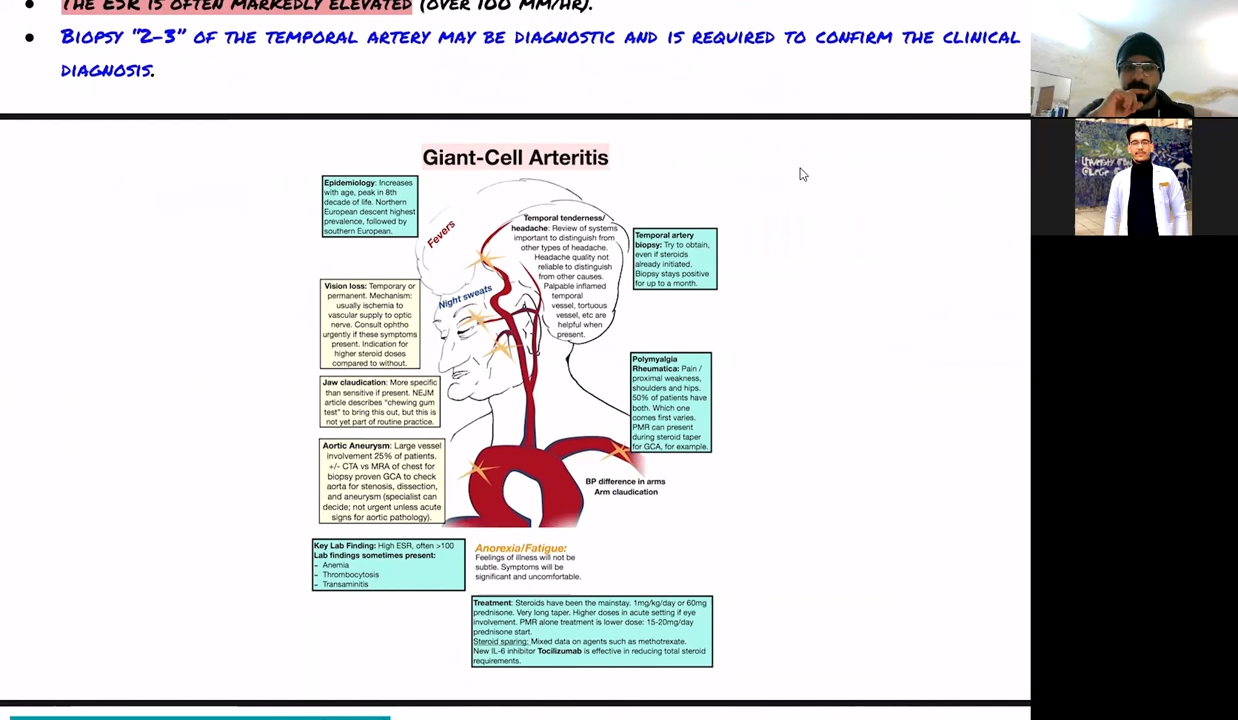 THE ESR IS OFTEN MARKEDLY ELEVATED (OVER 100 MM/HR).
BIOPSY "2-3" OF THE TEMPORAL ARTERY MAY BE DIAGNOSTIC AND IS REQUIRED TO CONFIRM THE CLINICAL
DIAGNOSIS.
Giant-Cell Arteritis
Epidemiology: Increases
with age, peak in 8th
decade of life. Northern
European descent highest
prevalence, followed by
southern European.
Fevers
Temporal tenderness/
headache: Review of systems
important to distinguish from
other types of headache.
Headache quality not
reliable to distinguish
from other causes.
Palpable inflamed
temporal
vessel, tortuous
vessel, etc are
helpful when
present.
Temporal artery
biopsy: Try to obtain,
even if steroids
already initiated.
Biopsy stays positive
for up to a month.
Night sweats
Vision loss: Temporary or
permanent. Mechanism:
usually ischemia to
vascular supply to optic
nerve. Consult ophtho
urgently if these symptoms
present. Indication for
higher steroid doses
compared to without.
Jaw claudication: More specific
than sensitive if present. NEJM
article describes "chewing gum
test" to bring this out, but this is
not yet part of routine practice.
Polymyalgia
Rheumatica: Pain /
proximal weakness,
shoulders and hips.
50% of patients have
both. Which one
comes first varies.
PMR can present
during steroid taper
for GCA, for example.
Aortic Aneurysm: Large vessel
involvement 25% of patients.
+/- CTA vs MRA of chest for
biopsy proven GCA to check
aorta for stenosis, dissection,
and aneurysm (specialist can
decide; not urgent unless acute
signs for aortic pathology).
BP difference in arms
Arm claudication
Key Lab Finding: High ESR, often >100
Lab findings sometimes present:
- Anemia
- Thrombocytosis
- Transaminitis
Anorexia/Fatigue:
Feelings of illness will not be
subtle. Symptoms will be
significant and uncomfortable.
Treatment: Steroids have been the mainstay. 1mg/kg/day or 60mg
prednisone. Very long taper. Higher doses in acute setting if eye
involvement. PMR alone treatment is lower dose: 15-20mg/day
prednisone start.
Steroid sparing: Mixed data on agents such as methotrexate.
New IL-6 inhibitor Tocilizumab is effective in reducing total steroid
requirements.